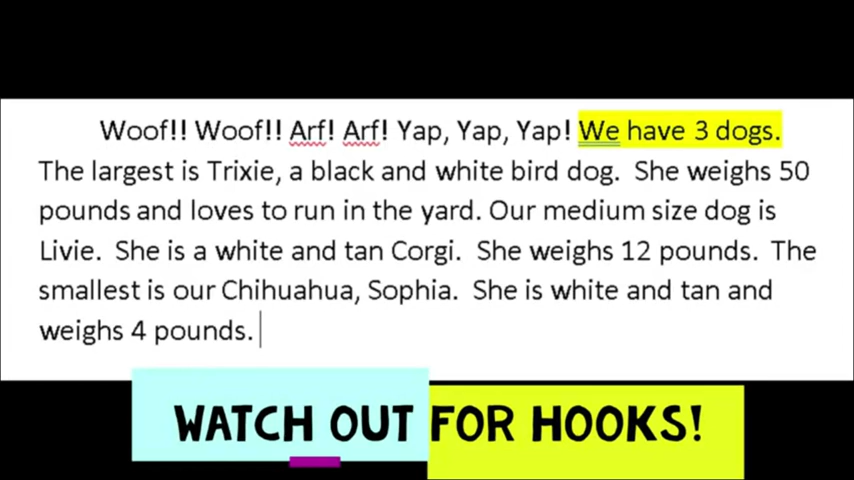 Woof!! Woof!! Arf! Arf! Yap, Yap, Yap! We have 3 dogs.
The largest is Trixie, a black and white bird dog.  She weighs 50
pounds and loves to run in the yard. Our medium size dog is
Livie.  She is a white and tan Corgi.  She weighs 12 pounds.  The
smallest is our Chihuahua, Sophia.  She is white and tan and
weighs 4 pounds.
WATCH OUT FOR HOOKS!